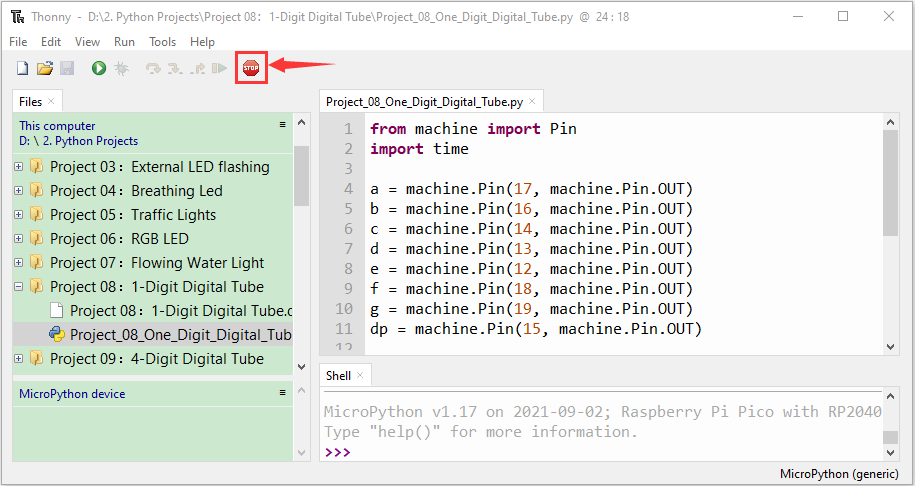 Thonny - D:\2. Python Projects\Project 08：1-Digit Digital Tube\Project_08_One_Digit_Digital_Tube.py @ 24 : 18
File Edit View Run Tools Help
STOP
Files
This computer
D: \ 2. Python Projects
Project 03：External LED flashing
Project 04：Breathing Led
Project 05：Traffic Lights
Project 06：RGB LED
Project 07：Flowing Water Light
Project 08：1-Digit Digital Tube
Project 08：1-Digit Digital Tube.c
Project_08_One_Digit_Digital_Tub
Project 09：4-Digit Digital Tube
MicroPython device
Project_08_One_Digit_Digital_Tube.py
1 from machine import Pin
2 import time
3
4 a = machine.Pin(17, machine.Pin.OUT)
5 b = machine.Pin(16, machine.Pin.OUT)
6 c = machine.Pin(14, machine.Pin.OUT)
7 d = machine.Pin(13, machine.Pin.OUT)
8 e = machine.Pin(12, machine.Pin.OUT)
9 f = machine.Pin(18, machine.Pin.OUT)
10 g = machine.Pin(19, machine.Pin.OUT)
11 dp = machine.Pin(15, machine.Pin.OUT)
12
Shell
MicroPython v1.17 on 2021-09-02; Raspberry Pi Pico with RP2040
Type "help()" for more information.
>>>
MicroPython (generic)